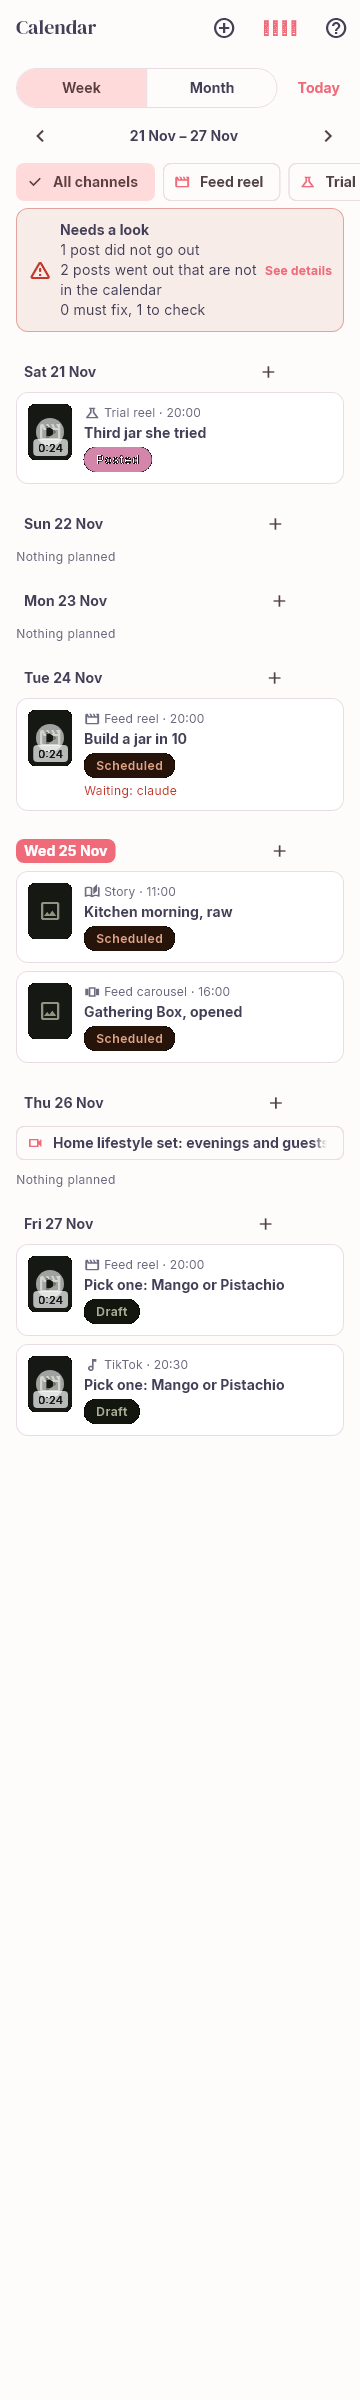 Calendar
Week
Month
Today
21 Nov – 27 Nov
All channels
Feed reel
Trial
Needs a look
1 post did not go out
2 posts went out that are not
in the calendar
0 must fix, 1 to check
See details
Sat 21 Nov
Trial reel · 20:00
Third jar she tried
0:24
Posted
Sun 22 Nov
Nothing planned
Mon 23 Nov
Nothing planned
Tue 24 Nov
Feed reel · 20:00
Build a jar in 10
0:24
Scheduled
Waiting: claude
Wed 25 Nov
Story · 11:00
Kitchen morning, raw
Scheduled
Feed carousel · 16:00
Gathering Box, opened
Scheduled
Thu 26 Nov
Home lifestyle set: evenings and guests
Nothing planned
Fri 27 Nov
Feed reel · 20:00
Pick one: Mango or Pistachio
0:24
Draft
TikTok · 20:30
Pick one: Mango or Pistachio
0:24
Draft